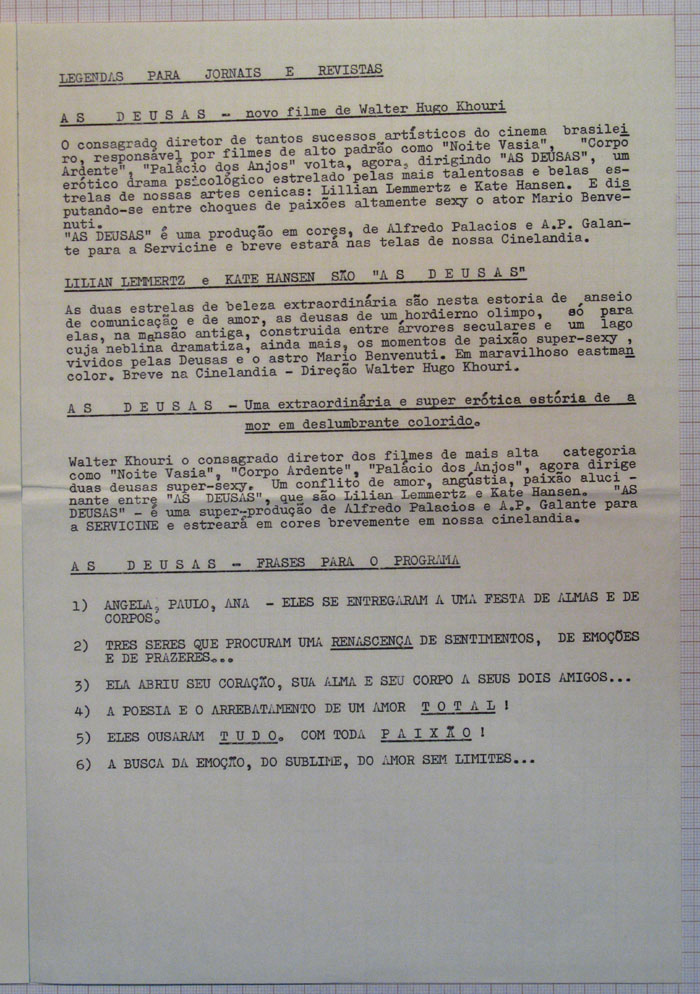 LEGENDAS PARA JORNAIS E REVISTAS
A S D E U S A S - novo filme de Walter Hugo Khouri
O consagrado diretor de tantos sucessos artísticos do cinema brasilei
ro, responsável por filmes de alto padrão como "Noite Vasia", "Corpo
Ardente", "Palácio dos Anjos" volta, agora, dirigindo "AS DEUSAS", um
erótico drama psicológico estrelado pelas mais talentosas e belas es-
trelas de nossas artes cenicas: Lillian Lemmertz e Kate Hansen. E dis
putando-se entre choques de paixões altamente sexy o ator Mario Benve-
nuti.
"AS DEUSAS" é uma produção em cores, de Alfredo Palacios e A.P. Galan-
te para a Servicine e breve estará nas telas de nossa Cinelandia.
LILIAN LEMMERTZ e KATE HANSEN SÃO "A S D E U S A S"
As duas estrelas de beleza extraordinária são nesta estoria de anseio
de comunicação e de amor, as deusas de um hordierno olimpo, só para
elas, na mansão antiga, construida entre árvores seculares e um lago
cuja neblina dramatiza, ainda mais, os momentos de paixão super-sexy ,
vividos pelas Deusas e o astro Mario Benvenuti. Em maravilhoso eastman
color. Breve na Cinelandia - Direção Walter Hugo Khouri.
A S D E U S A S - Uma extraordinária e super erótica estória de a
mor em deslumbrante colorido.
Walter Khouri o consagrado diretor dos filmes de mais alta categoria
como "Noite Vasia", "Corpo Ardente", "Palácio dos Anjos", agora dirige
duas deusas super-sexy. Um conflito de amor, angústia, paixão aluci -
nante entre "AS DEUSAS", que são Lilian Lemmertz e Kate Hansen. "AS
DEUSAS" - é uma super-produção de Alfredo Palacios e A.P. Galante para
a SERVICINE e estreará em cores brevemente em nossa cinelandia.
A S D E U S A S - FRASES PARA O PROGRAMA
1) ANGELA, PAULO, ANA - ELES SE ENTREGARAM A UMA FESTA DE ALMAS E DE
CORPOS.
2) TRES SERES QUE PROCURAM UMA RENASCENÇA DE SENTIMENTOS, DE EMOÇÕES
E DE PRAZERES...
3) ELA ABRIU SEU CORAÇÃO, SUA ALMA E SEU CORPO A SEUS DOIS AMIGOS...
4) A POESIA E O ARREBATAMENTO DE UM AMOR T O T A L !
5) ELES OUSARAM T U D O. COM TODA P A I X Ã O !
6) A BUSCA DA EMOÇÃO, DO SUBLIME, DO AMOR SEM LIMITES...